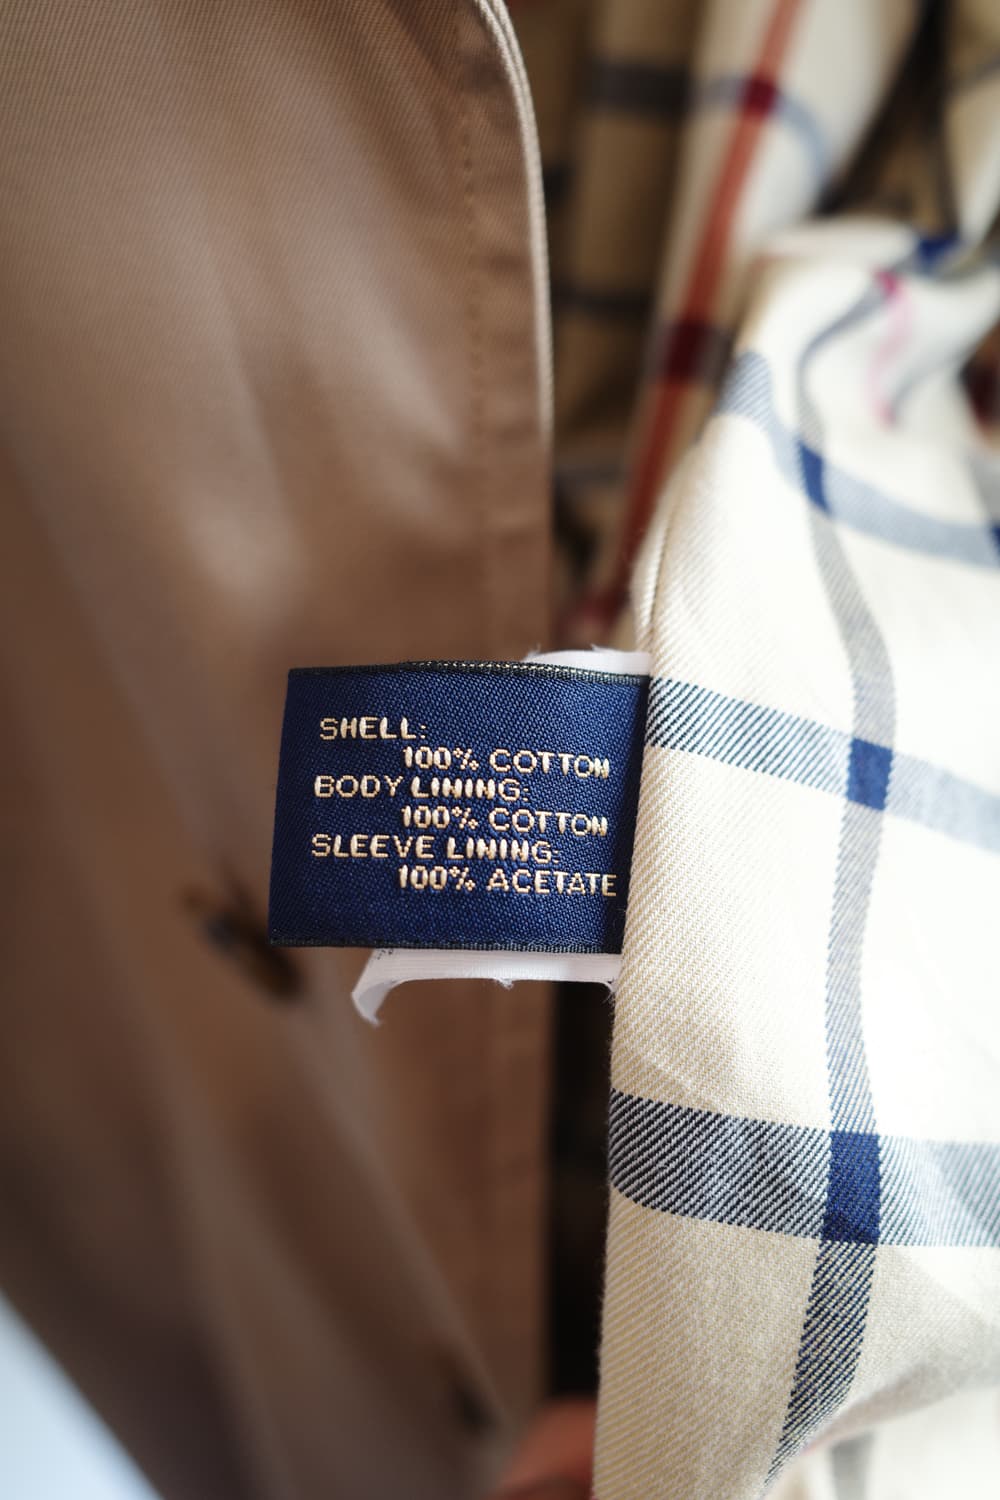 SHELL:
100% COTTON
BODY LINING:
100% COTTON
SLEEVE LINING:
100% ACETATE